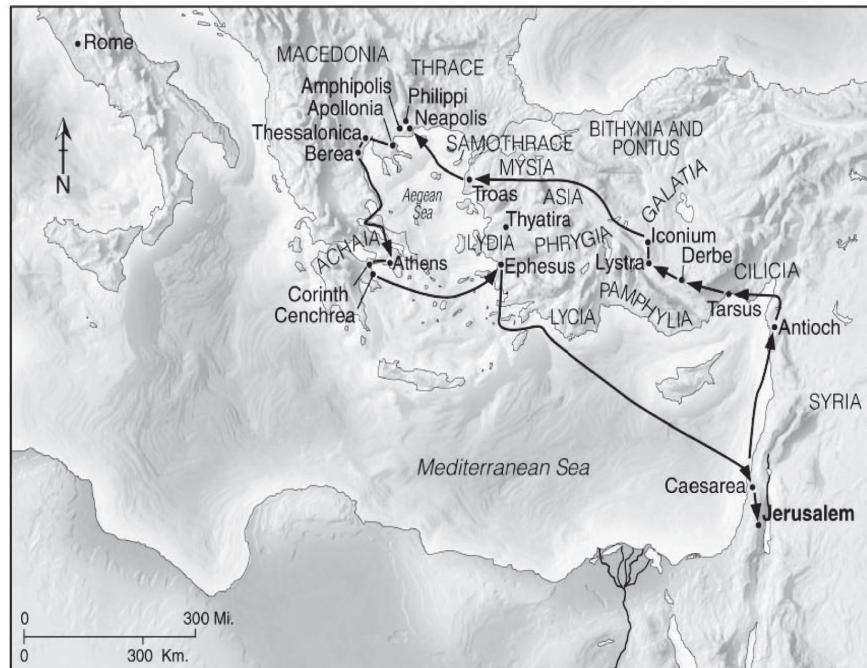 Rome
MACEDONIA
THRACE
Amphipolis
Philippi
Apollonia
Neapolis
Thessalonica
Berea
SAMOTHRACE
BITHYNIA AND
PONTUS
N
MYSIA
Aegean
Sea
Troas
ASIA
GALATIA
Thyatira
ACHAIA
LYDIA
PHRYGIA
Iconium
Athens
Ephesus
Lystra
Derbe
CILICIA
Corinth
Cenchrea
PAMPHYLIA
Tarsus
LYCIA
Antioch
SYRIA
Mediterranean Sea
Caesarea
Jerusalem
0 300 Mi.
0 300 Km.